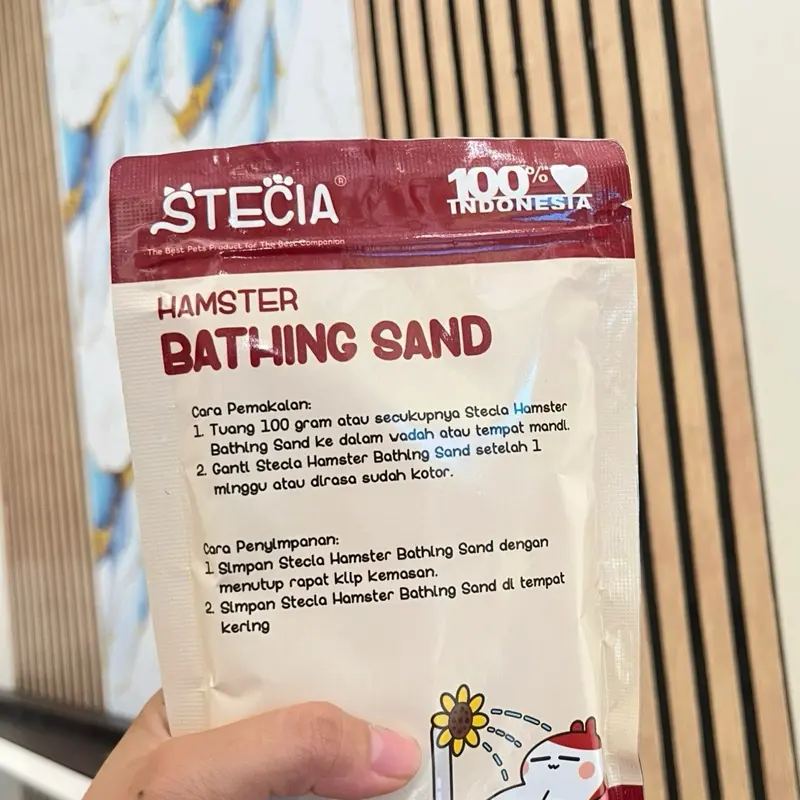 STECIA®
100% INDONESIA
The Best Pets Product for The Best Companion
HAMSTER
BATHING SAND
Cara Pemakaian:
1. Tuang 100 gram atau secukupnya Stecia Hamster
Bathing Sand ke dalam wadah atau tempat mandi.
2. Ganti Stecia Hamster Bathing Sand setelah 1
minggu atau dirasa sudah kotor.
Cara Penyimpanan:
1 Simpan Stecia Hamster Bathing Sand dengan
menutup rapat klip kemasan.
2. Simpan Stecia Hamster Bathing Sand di tempat
kering